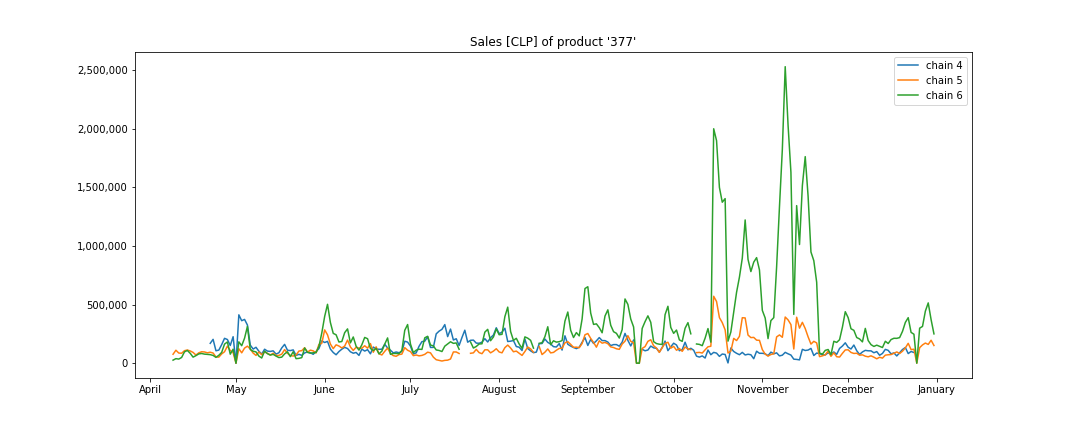 Sales [CLP] of product '377'
2,500,000
2,000,000
1,500,000
1,000,000
500,000
0
April May June July August September October November December January
chain 4
chain 5
chain 6